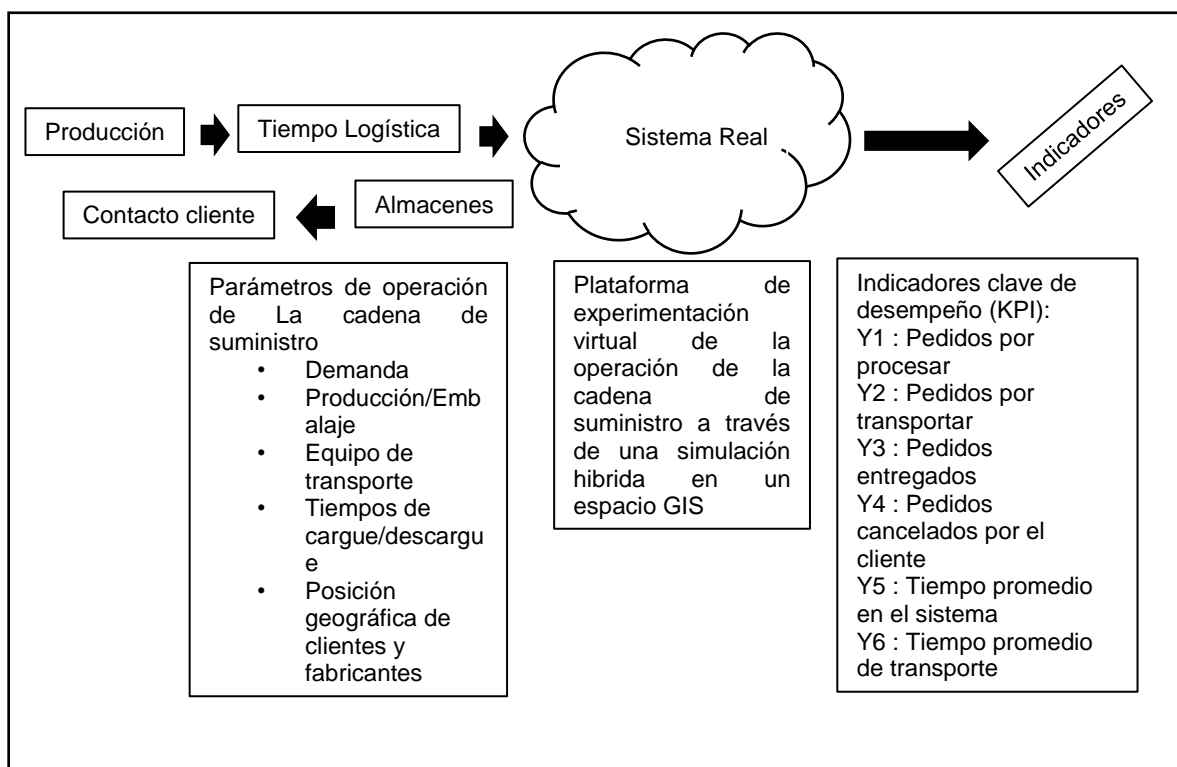 Producción
Tiempo Logística
Sistema Real
Indicadores
Contacto cliente
Almacenes
Parámetros de operación
de La cadena de
suministro
• Demanda
• Producción/Emb
alaje
• Equipo de
transporte
• Tiempos de
cargue/descargu
e
• Posición
geográfica de
clientes y
fabricantes
Plataforma de
experimentación
virtual de la
operación de la
cadena de
suministro a través
de una simulación
hibrida en un
espacio GIS
Indicadores clave de
desempeño (KPI):
Y1 : Pedidos por
procesar
Y2 : Pedidos por
transportar
Y3 : Pedidos
entregados
Y4 : Pedidos
cancelados por el
cliente
Y5 : Tiempo promedio
en el sistema
Y6 : Tiempo promedio
de transporte